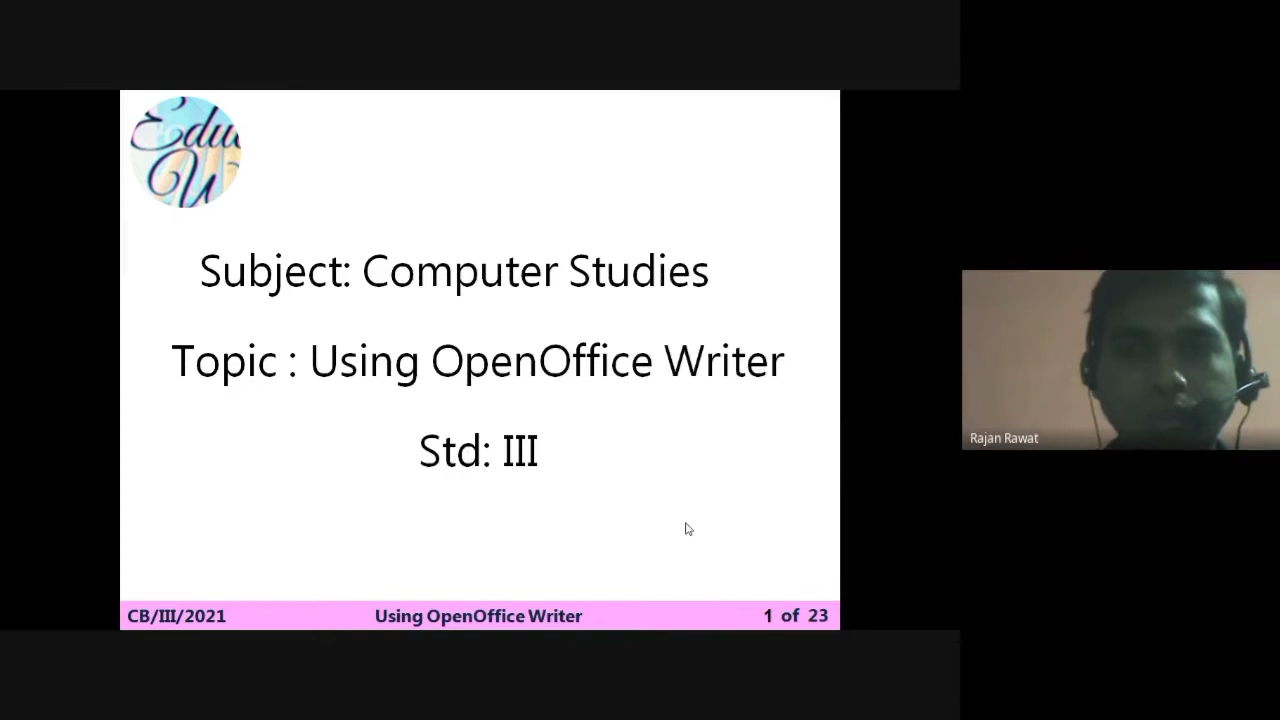 Edu
W
Subject: Computer Studies
Topic : Using OpenOffice Writer
Std: III
CB/III/2021 Using OpenOffice Writer 1 of 23
Rajan Rawat